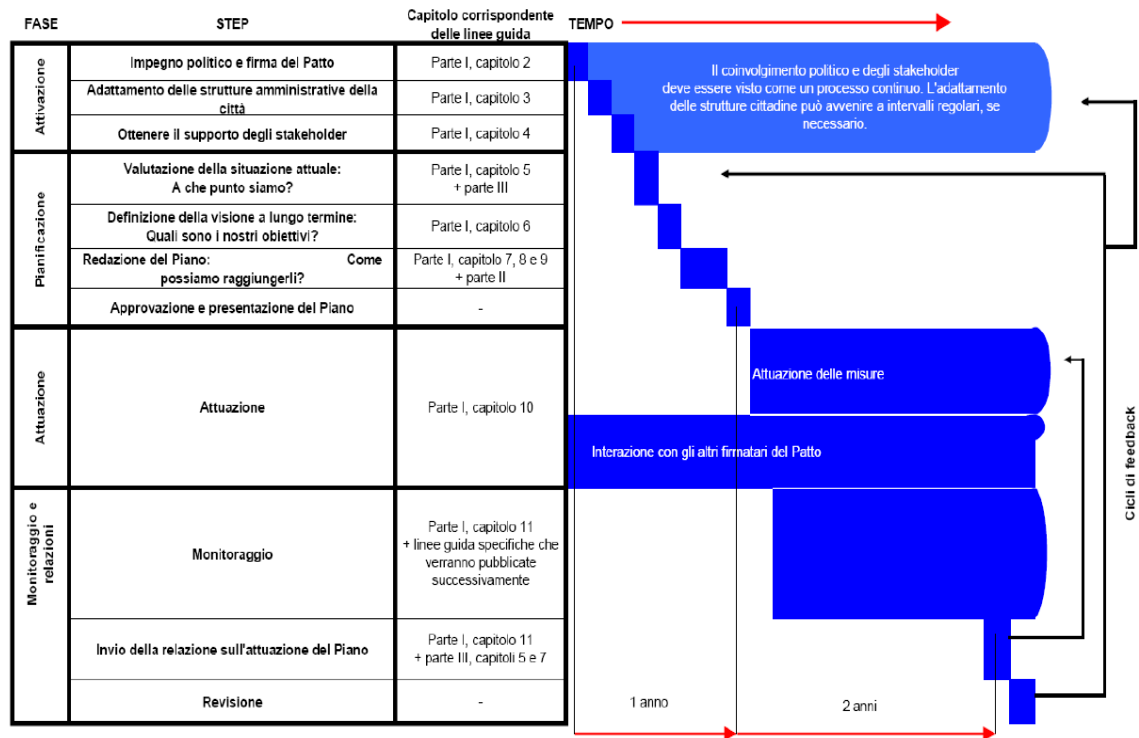 FASE
STEP
Capitolo corrispondente
delle linee guida
TEMPO
Attivazione
Impegno politico e firma del Patto
Parte I, capitolo 2
Adattamento delle strutture amministrative della
città
Parte I, capitolo 3
Ottenere il supporto degli stakeholder
Parte I, capitolo 4
Il coinvolgimento politico e degli stakeholder
deve essere visto come un processo continuo. L'adattamento
delle strutture cittadine può avvenire a intervalli regolari, se
necessario.
Pianificazione
Valutazione della situazione attuale:
A che punto siamo?
Parte I, capitolo 5
+ parte III
Definizione della visione a lungo termine:
Quali sono i nostri obiettivi?
Parte I, capitolo 6
Redazione del Piano: Come
possiamo raggiungerli?
Parte I, capitolo 7, 8 e 9
+ parte II
Approvazione e presentazione del Piano
-
Attuazione
Attuazione
Parte I, capitolo 10
Attuazione delle misure
Interazione con gli altri firmatari del Patto
Monitoraggio e
relazioni
Monitoraggio
Parte I, capitolo 11
+ linee guida specifiche che
verranno pubblicate
successivamente
Invio della relazione sull'attuazione del Piano
Parte I, capitolo 11
+ parte III, capitoli 5 e 7
Revisione
-
1 anno
2 anni
Cicli di feedback